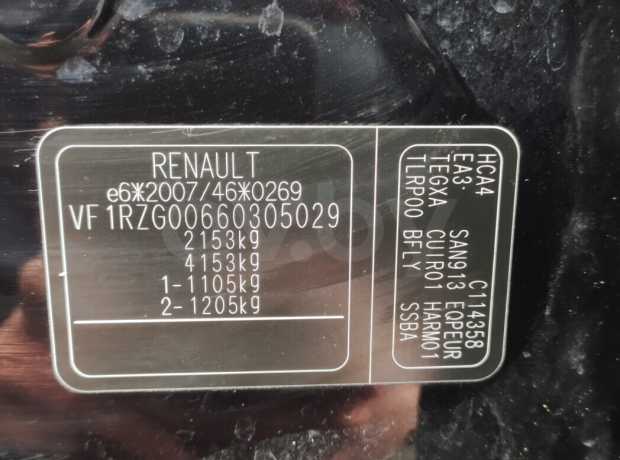 RENAULT
e6*2007/46*0269
VF1RZG00660305029
2153kg
4153kg
1-1105kg
2-1205kg
HCA4 C114358
EA3: SAN913 EQPEUR
TEGXA CUIR01 HARM01
TLRP00 BFLY SSBA